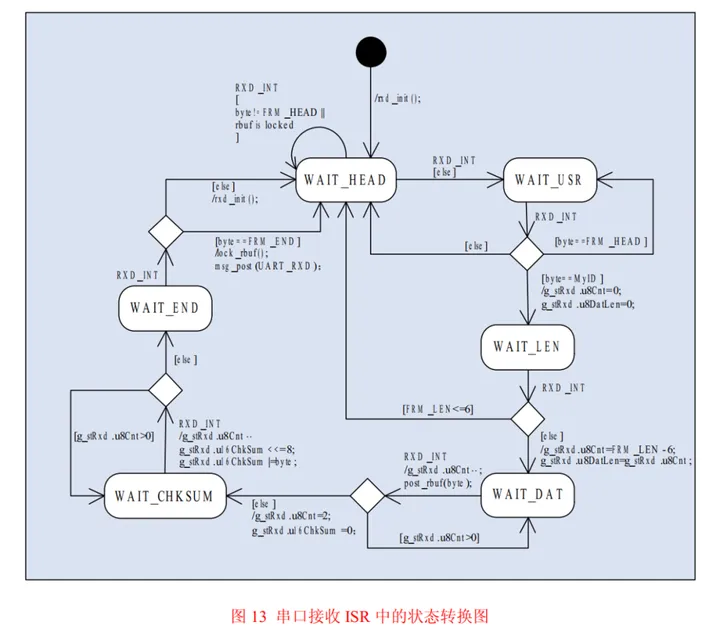 /rxd_init();
RXD_INT
[
byte!=FRM_HEAD ||
rbuf is locked
]
WAIT_HEAD
RXD_INT
[else]
WAIT_USR
RXD_INT
[byte==FRM_HEAD]
[else]
[else]
/rxd_init();
[byte==FRM_END]
/lock_rbuf();
msg_post(UART_RXD);
RXD_INT
WAIT_END
[byte==MyID]
/g_stRxd.u8Cnt=0;
g_stRxd.u8DatLen=0;
WAIT_LEN
RXD_INT
[else]
[FRM_LEN<=6]
[else]
/g_stRxd.u8Cnt=FRM_LEN-6;
g_stRxd.u8DatLen=g_stRxd.u8Cnt;
[g_stRxd.u8Cnt>0]
RXD_INT
/g_stRxd.u8Cnt--;
g_stRxd.u16ChkSum<<=8;
g_stRxd.u16ChkSum|=byte;
RXD_INT
/g_stRxd.u8Cnt--;
post_rbuf(byte);
WAIT_CHKSUM
WAIT_DAT
[else]
/g_stRxd.u8Cnt=2;
g_stRxd.u16ChkSum=0;
[g_stRxd.u8Cnt>0]
图 13 串口接收 ISR 中的状态转换图